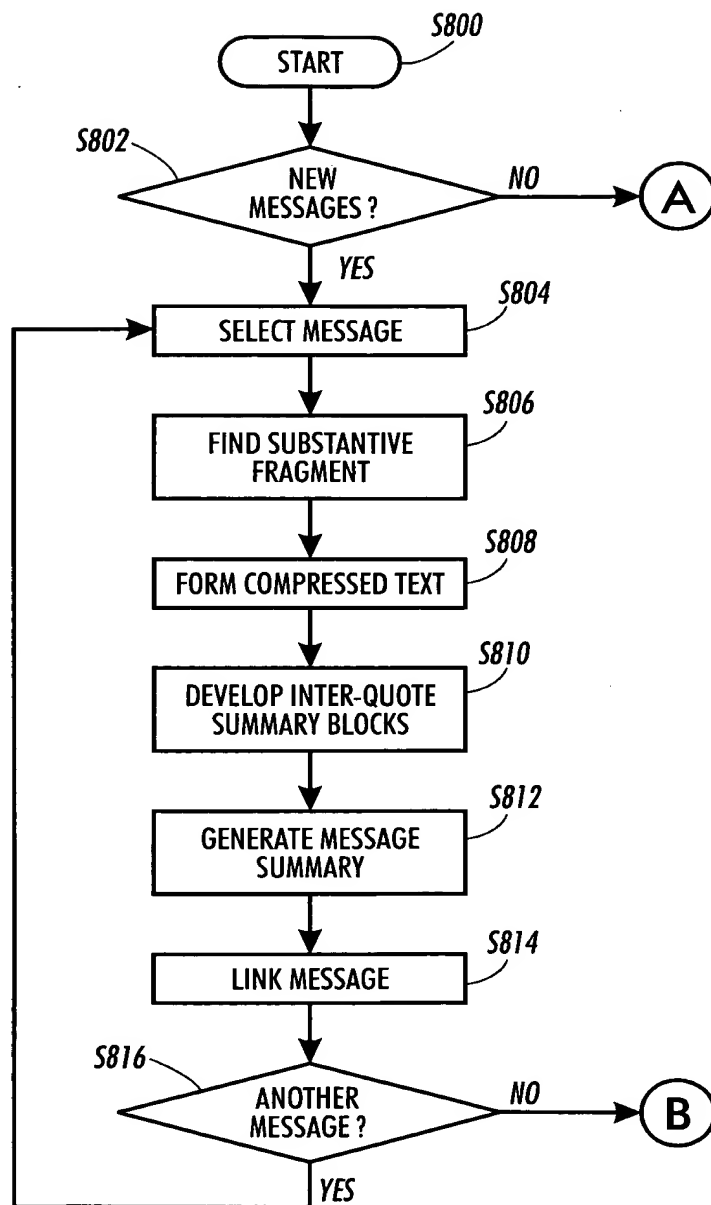 S800
START
S802
NEW
MESSAGES ?
NO
A
YES
S804
SELECT MESSAGE
S806
FIND SUBSTANTIVE
FRAGMENT
S808
FORM COMPRESSED TEXT
S810
DEVELOP INTER-QUOTE
SUMMARY BLOCKS
S812
GENERATE MESSAGE
SUMMARY
S814
LINK MESSAGE
S816
ANOTHER
MESSAGE ?
NO
B
YES